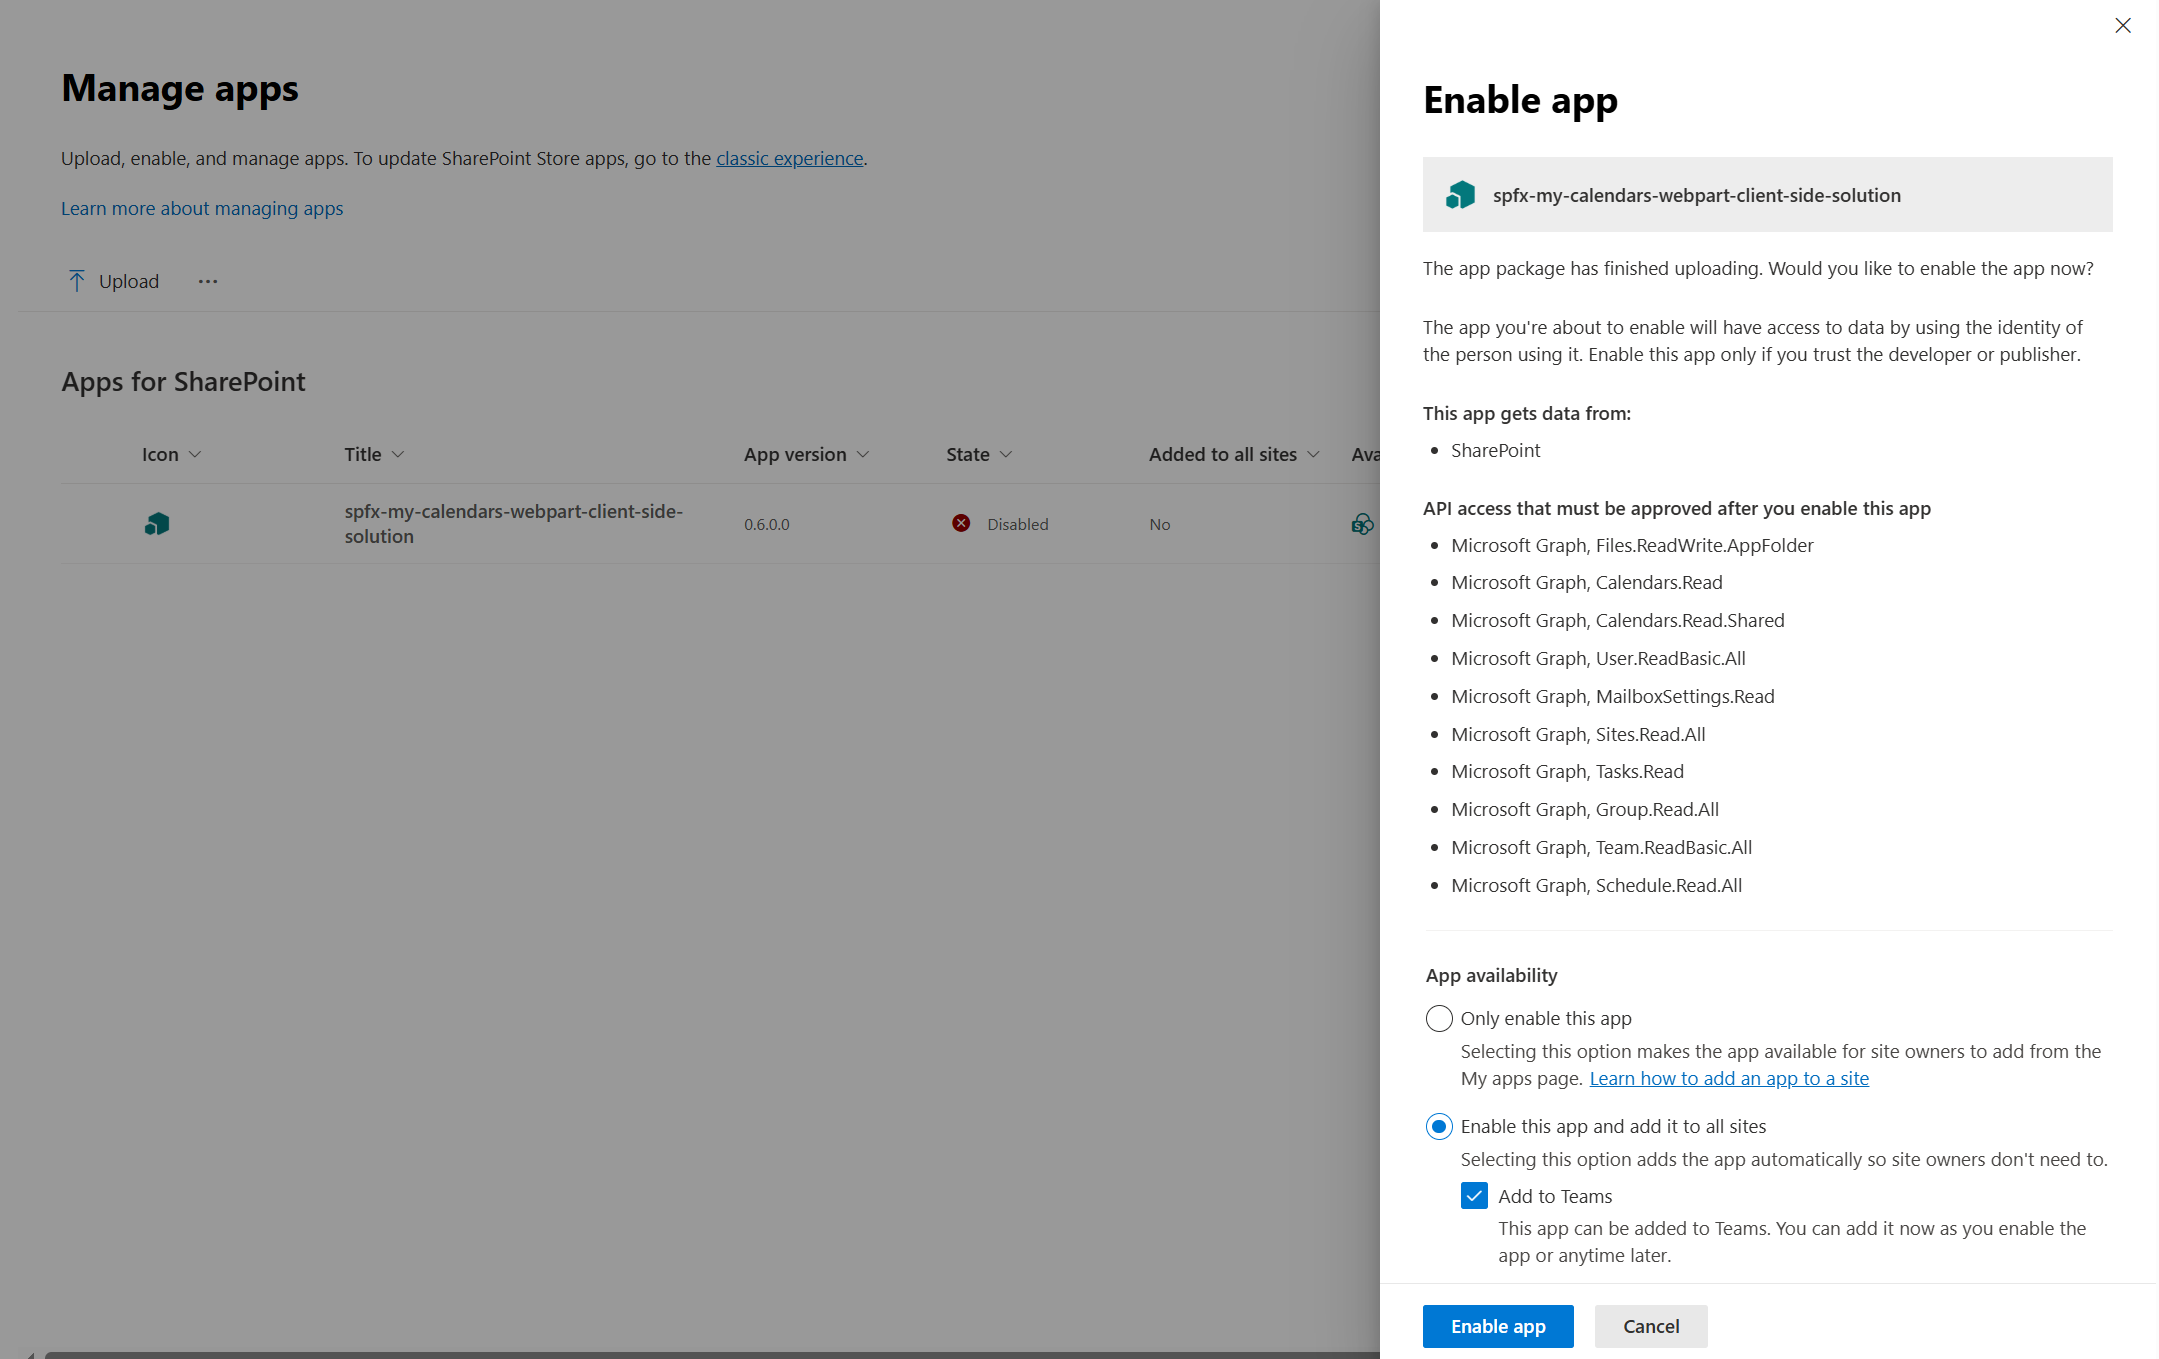 Manage apps
Upload, enable, and manage apps. To update SharePoint Store apps, go to the classic experience.
Learn more about managing apps
Upload
Apps for SharePoint
Icon Title App version State Added to all sites Ava
spfx-my-calendars-webpart-client-side-
solution
0.6.0.0 Disabled No
Enable app
spfx-my-calendars-webpart-client-side-solution
The app package has finished uploading. Would you like to enable the app now?
The app you're about to enable will have access to data by using the identity of
the person using it. Enable this app only if you trust the developer or publisher.
This app gets data from:
• SharePoint
API access that must be approved after you enable this app
• Microsoft Graph, Files.ReadWrite.AppFolder
• Microsoft Graph, Calendars.Read
• Microsoft Graph, Calendars.Read.Shared
• Microsoft Graph, User.ReadBasic.All
• Microsoft Graph, MailboxSettings.Read
• Microsoft Graph, Sites.Read.All
• Microsoft Graph, Tasks.Read
• Microsoft Graph, Group.Read.All
• Microsoft Graph, Team.ReadBasic.All
• Microsoft Graph, Schedule.Read.All
App availability
Only enable this app
Selecting this option makes the app available for site owners to add from the
My apps page. Learn how to add an app to a site
Enable this app and add it to all sites
Selecting this option adds the app automatically so site owners don't need to.
Add to Teams
This app can be added to Teams. You can add it now as you enable the
app or anytime later.
Enable app Cancel